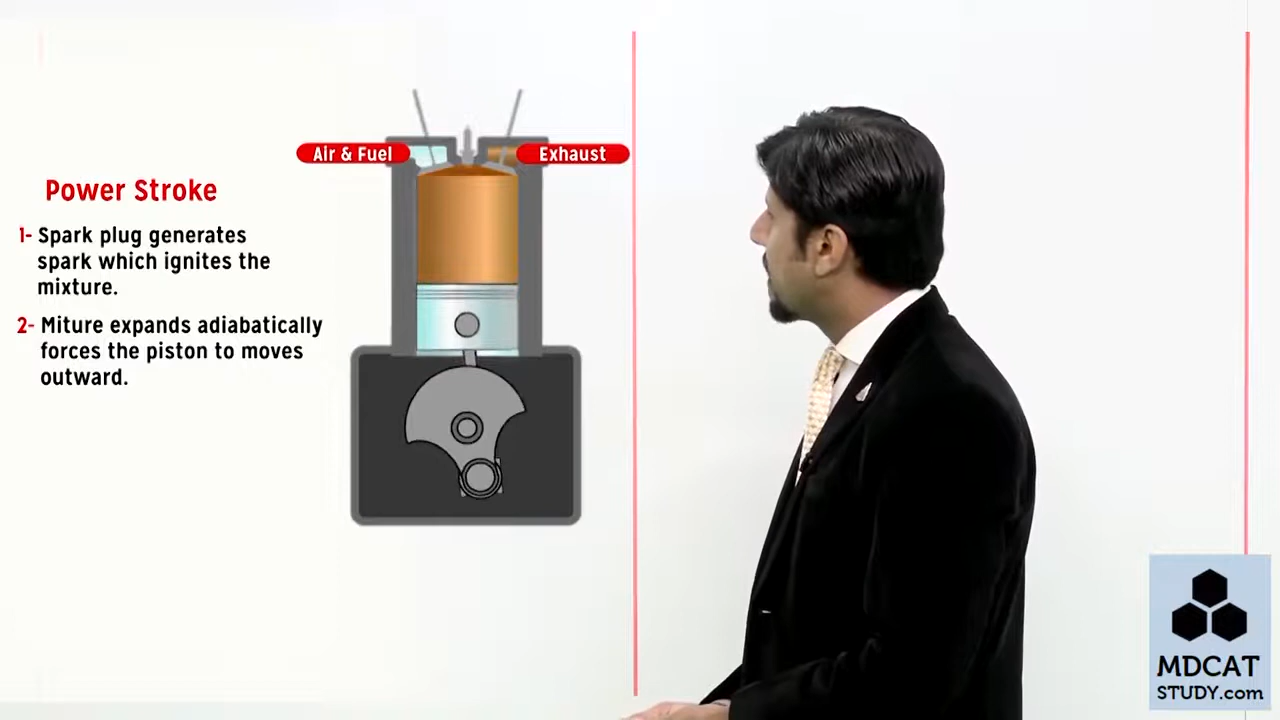 Air & Fuel
Exhaust
Power Stroke
1- Spark plug generates
spark which ignites the
mixture.
2- Miture expands adiabatically
forces the piston to moves
outward.
MDCAT
STUDY.com